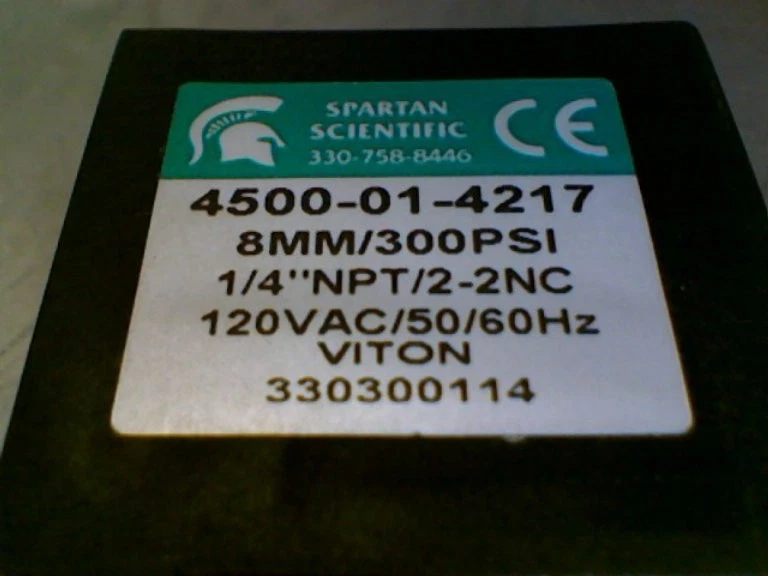 SPARTAN
SCIENTIFIC
330-758-8446
CE
4500-01-4217
8MM/300PSI
1/4"NPT/2-2NC
120VAC/50/60Hz
VITON
330300114